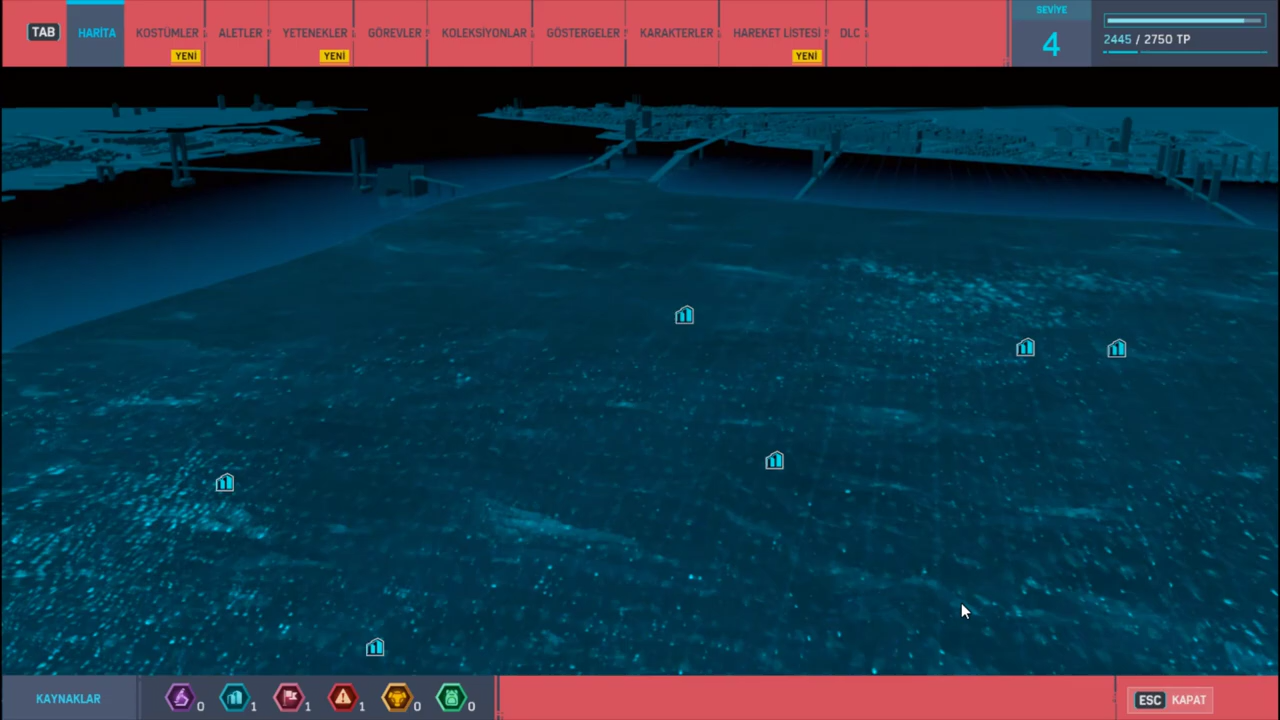 TAB
HARİTA
KOSTÜMLER
YENİ
ALETLER
YETENEKLER
YENİ
GÖREVLER
KOLEKSİYONLAR
GÖSTERGELER
KARAKTERLER
HAREKET LİSTESİ
YENİ
DLC
SEVİYE
4
2445 / 2750 TP
KAYNAKLAR
0
1
1
1
0
0
ESC KAPAT